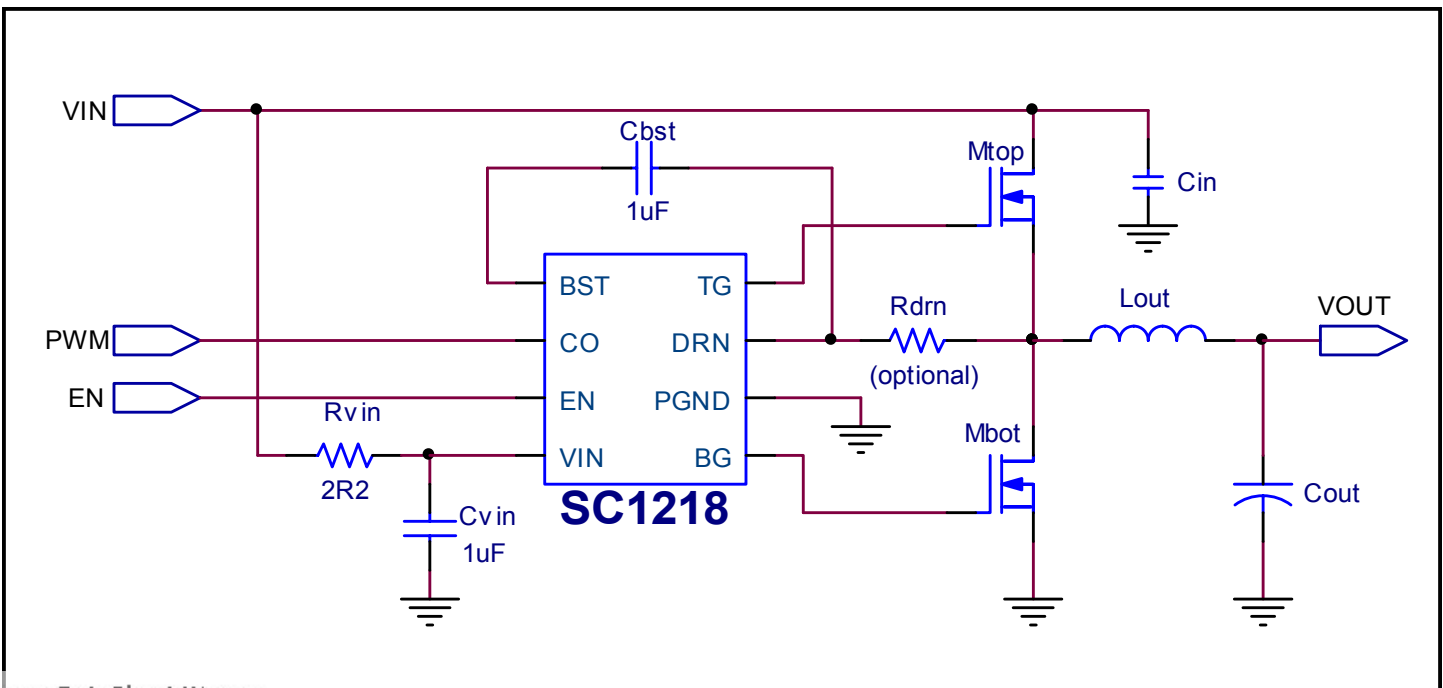 VIN
Cbst
1uF
Mtop
Cin
BST
TG
Rdrn
(optional)
Lout
VOUT
PWM
CO
DRN
EN
EN
PGND
Rvin
2R2
VIN
BG
Mbot
SC1218
Cvin
1uF
Cout